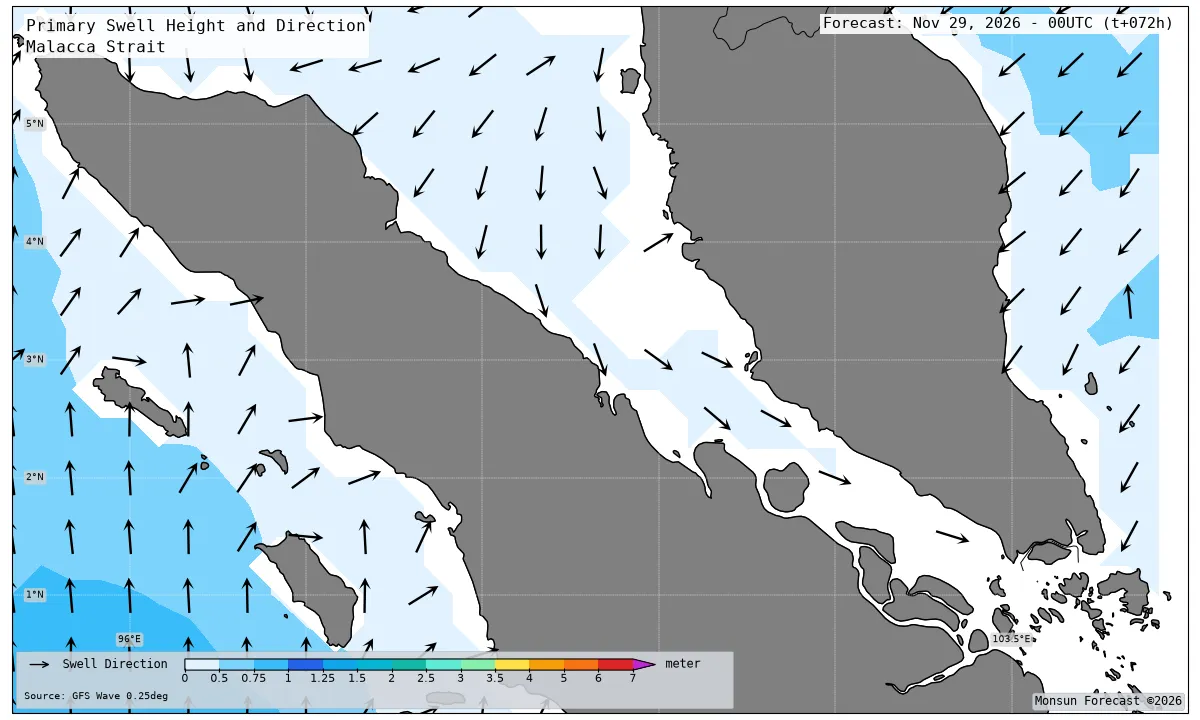 Primary Swell Height and Direction
Malacca Strait
Forecast: Nov 29, 2026 - 00UTC (t+072h)
5°N
4°N
3°N
2°N
1°N
96°E
103.5°E
Swell Direction
0 0.5 0.75 1 1.25 1.5 2 2.5 3 3.5 4 5 6 7
meter
Source: GFS Wave 0.25deg
Monsun Forecast ©2026